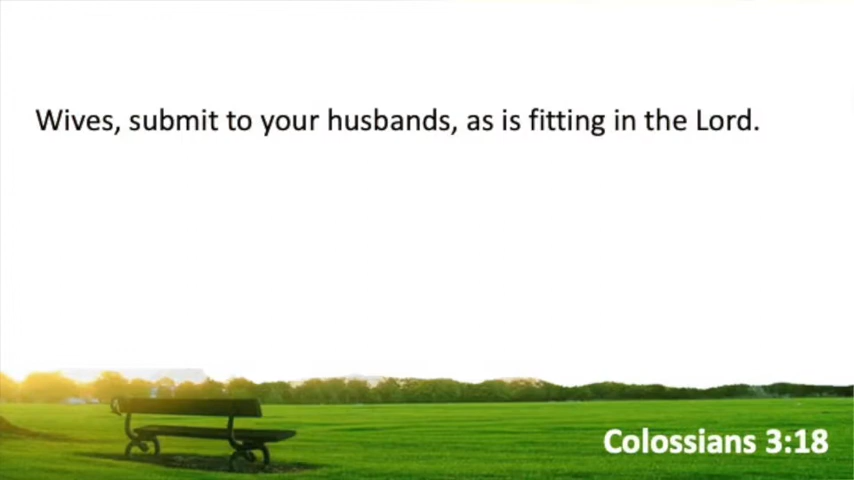 Wives, submit to your husbands, as is fitting in the Lord.
Colossians 3:18